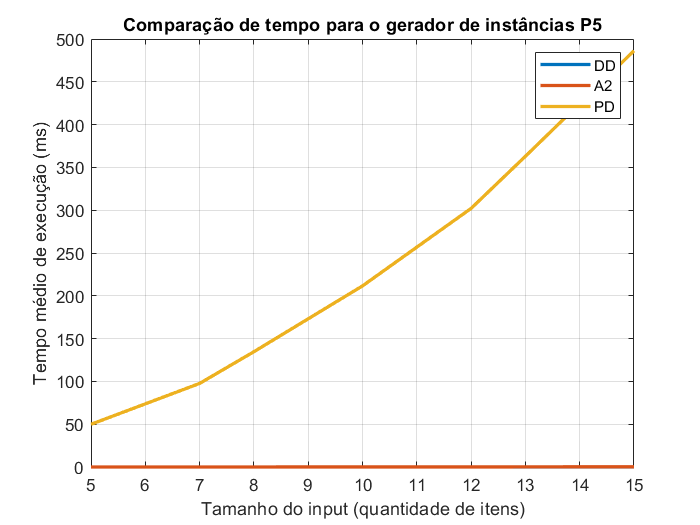 Comparação de tempo para o gerador de instâncias P5
500
450
400
350
300
250
200
150
100
50
0
Tempo médio de execução (ms)
DD
A2
PD
5 6 7 8 9 10 11 12 13 14 15
Tamanho do input (quantidade de itens)